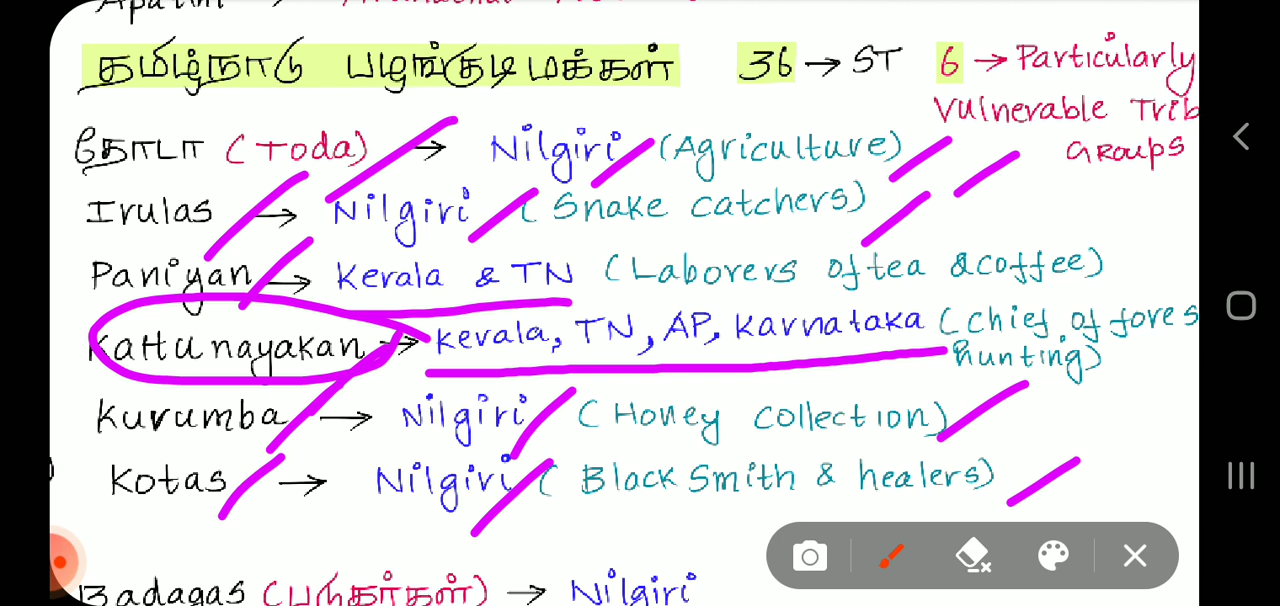 தமிழ்நாடு பழங்குடி மக்கள் 36 → ST 6 → Particularly
Vulnerable Trib
Groups
தோடா (Toda) → Nilgiri (Agriculture)
Irulas → Nilgiri (Snake catchers)
Paniyan → Kerala & TN (Laborers of tea & coffee)
Kattunayakan → Kerala, TN, AP, Karnataka (chief of fores
hunting)
Kurumba → Nilgiri (Honey collection)
Kotas → Nilgiri (Black Smith & healers)
Badagas (படுகர்கள்) → Nilgiri